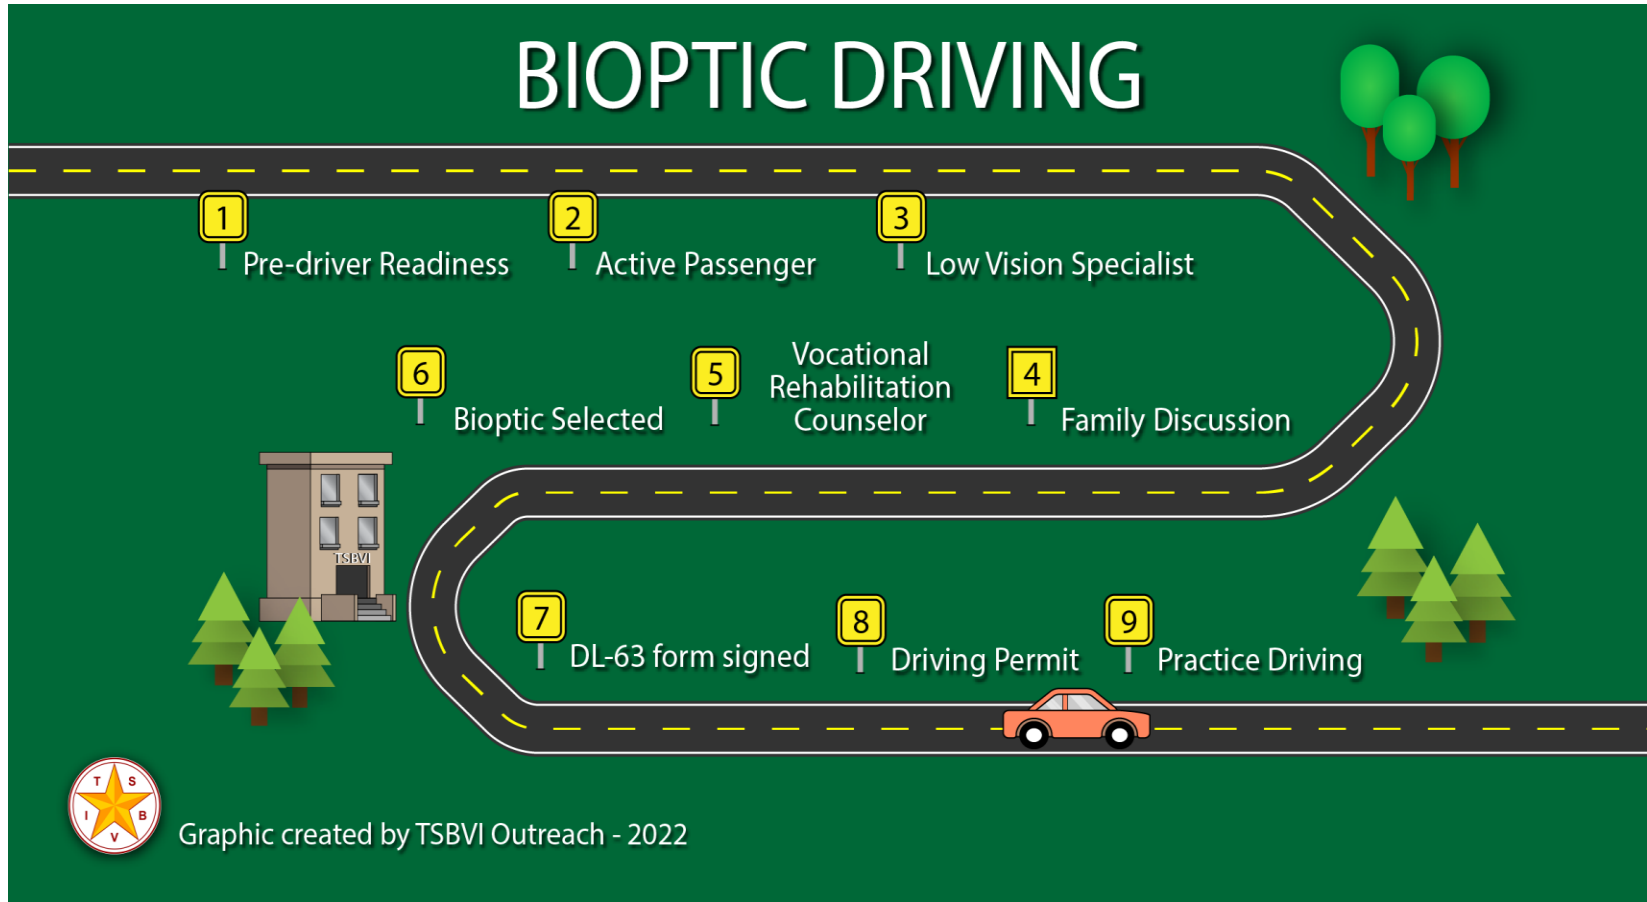 BIOPTIC DRIVING
1
Pre-driver Readiness
2
Active Passenger
3
Low Vision Specialist
4
Family Discussion
5
Vocational
Rehabilitation
Counselor
6
Bioptic Selected
TSBVI
7
DL-63 form signed
8
Driving Permit
9
Practice Driving
T S B V I
Graphic created by TSBVI Outreach - 2022